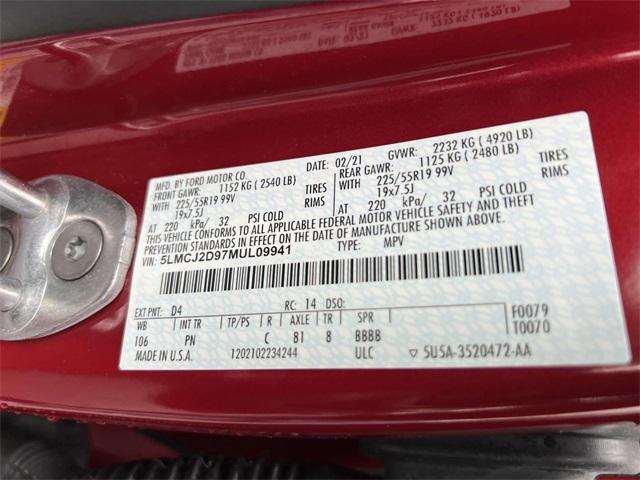 MFD. BY FORD MOTOR CO. DATE: 02/21 GVWR: 2232 KG ( 4920 LB)
FRONT GAWR: 1152 KG ( 2540 LB) REAR GAWR: 1125 KG ( 2480 LB)
WITH 225/55R19 99V TIRES WITH 225/55R19 99V TIRES
19x7.5J RIMS 19x7.5J RIMS
AT 220 kPa/ 32 PSI COLD AT 220 kPa/ 32 PSI COLD
THIS VEHICLE CONFORMS TO ALL APPLICABLE FEDERAL MOTOR VEHICLE SAFETY AND THEFT
PREVENTION STANDARDS IN EFFECT ON THE DATE OF MANUFACTURE SHOWN ABOVE.
VIN: 5LMCJ2D97MUL09941 TYPE: MPV
EXT PNT: D4 RC: 14 DSO: F0079
WB INT TR TP/PS R AXLE TR SPR T0070
106 PN C 81 8 BBBB
MADE IN U.S.A. 1202102234244 ULC 5U5A-3520472-AA